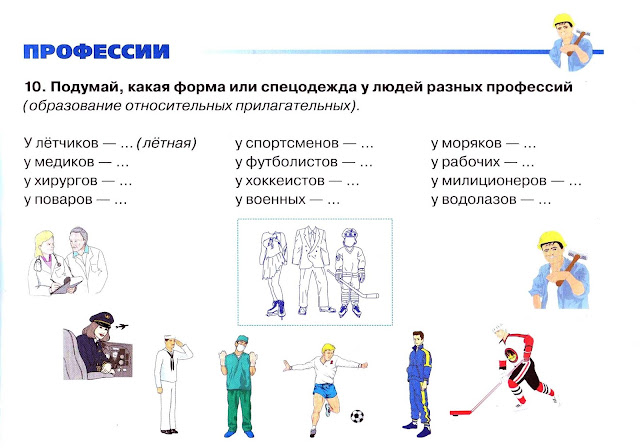 ПРОФЕССИИ
10. Подумай, какая форма или спецодежда у людей разных профессий
(образование относительных прилагательных).
У лётчиков — ... (лётная)
у медиков — ...
у хирургов — ...
у поваров — ...
у спортсменов — ...
у футболистов — ...
у хоккеистов — ...
у военных — ...
у моряков — ...
у рабочих — ...
у милиционеров — ...
у водолазов — ...